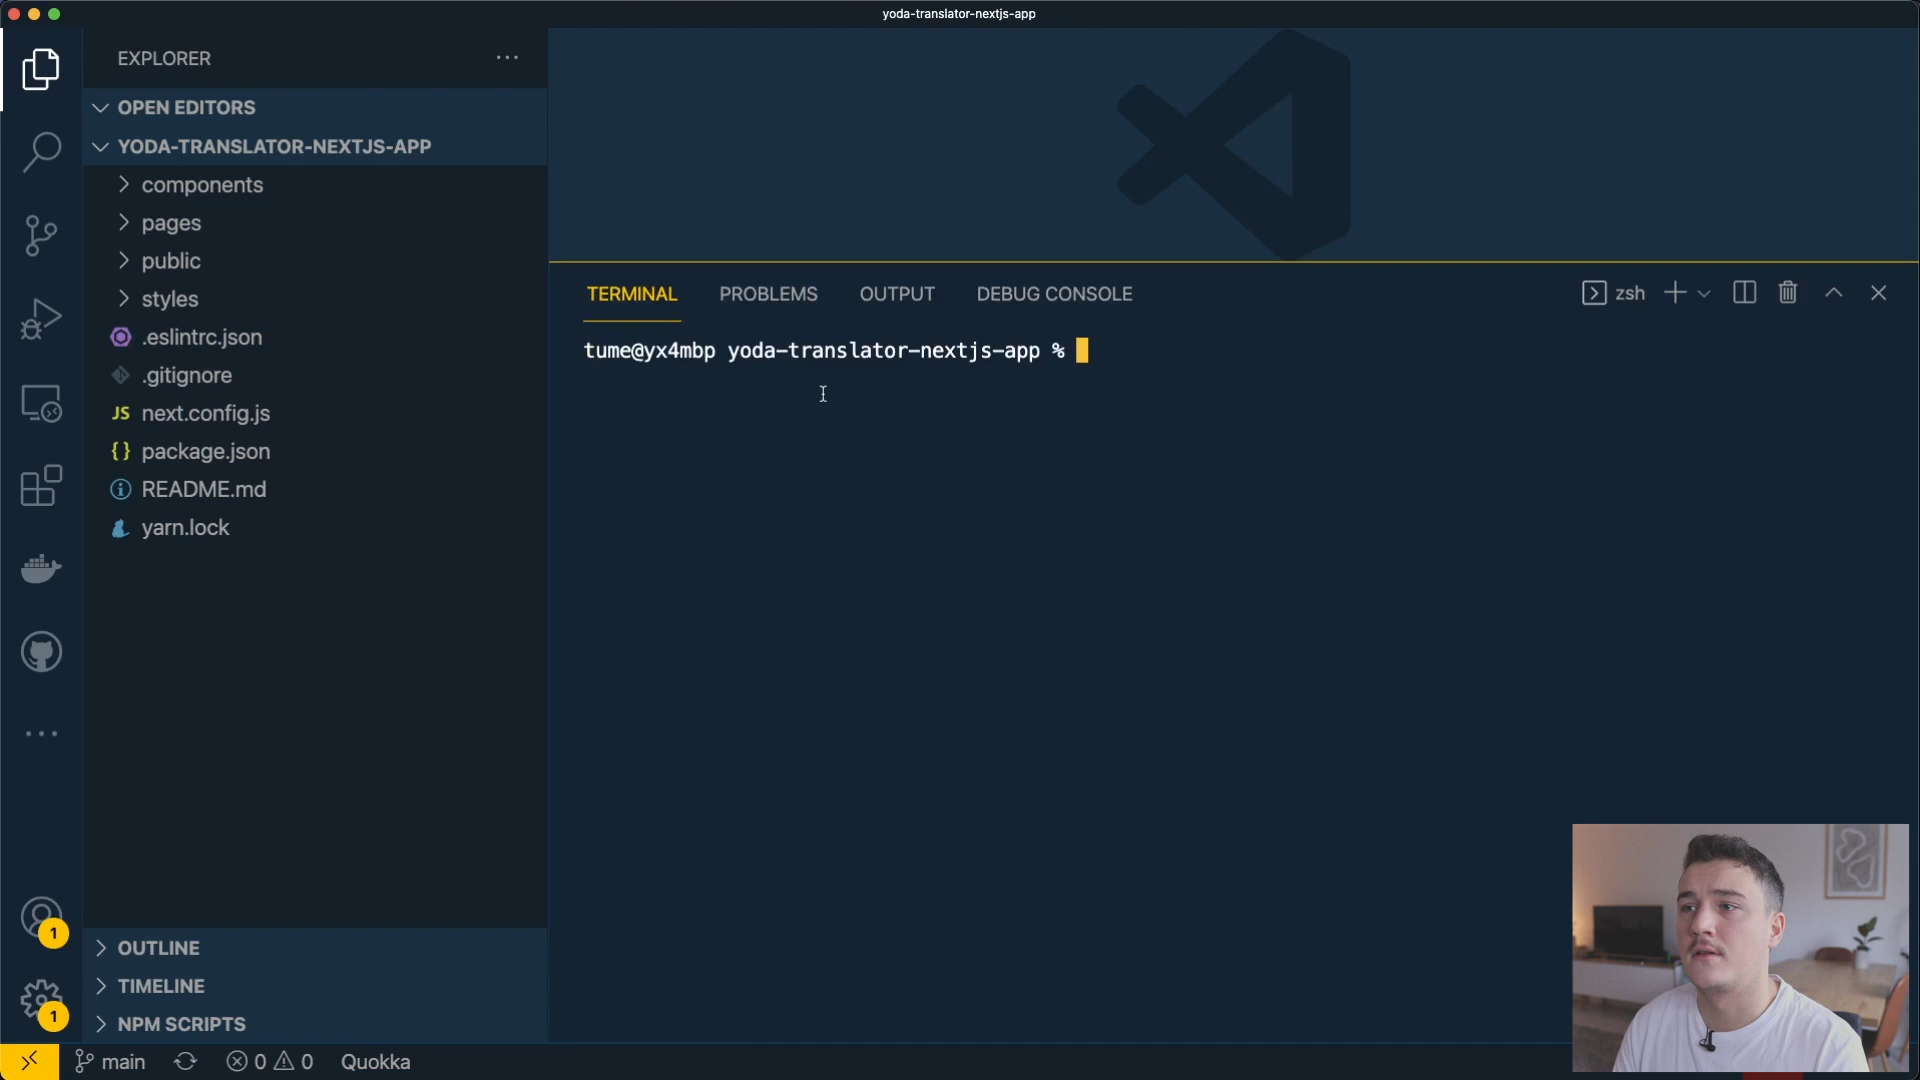 yoda-translator-nextjs-app
EXPLORER
OPEN EDITORS
YODA-TRANSLATOR-NEXTJS-APP
components
pages
public
styles
.eslintrc.json
.gitignore
JS next.config.js
{} package.json
README.md
yarn.lock
OUTLINE
TIMELINE
NPM SCRIPTS
TERMINAL PROBLEMS OUTPUT DEBUG CONSOLE
zsh
tume@yx4mbp yoda-translator-nextjs-app %
1
1
main 0 0 Quokka